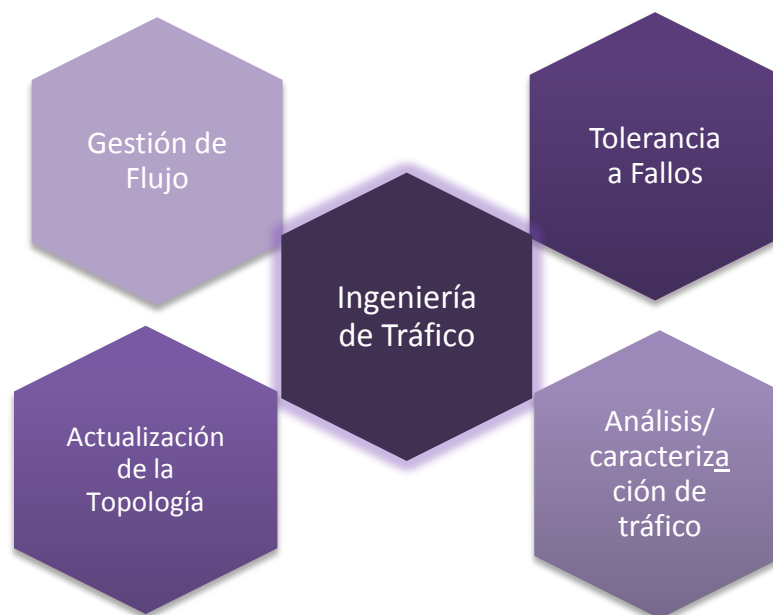 Gestión de
Flujo
Tolerancia
a Fallos
Ingeniería
de Tráfico
Actualización
de la
Topología
Análisis/
caracteriza
ción de
tráfico